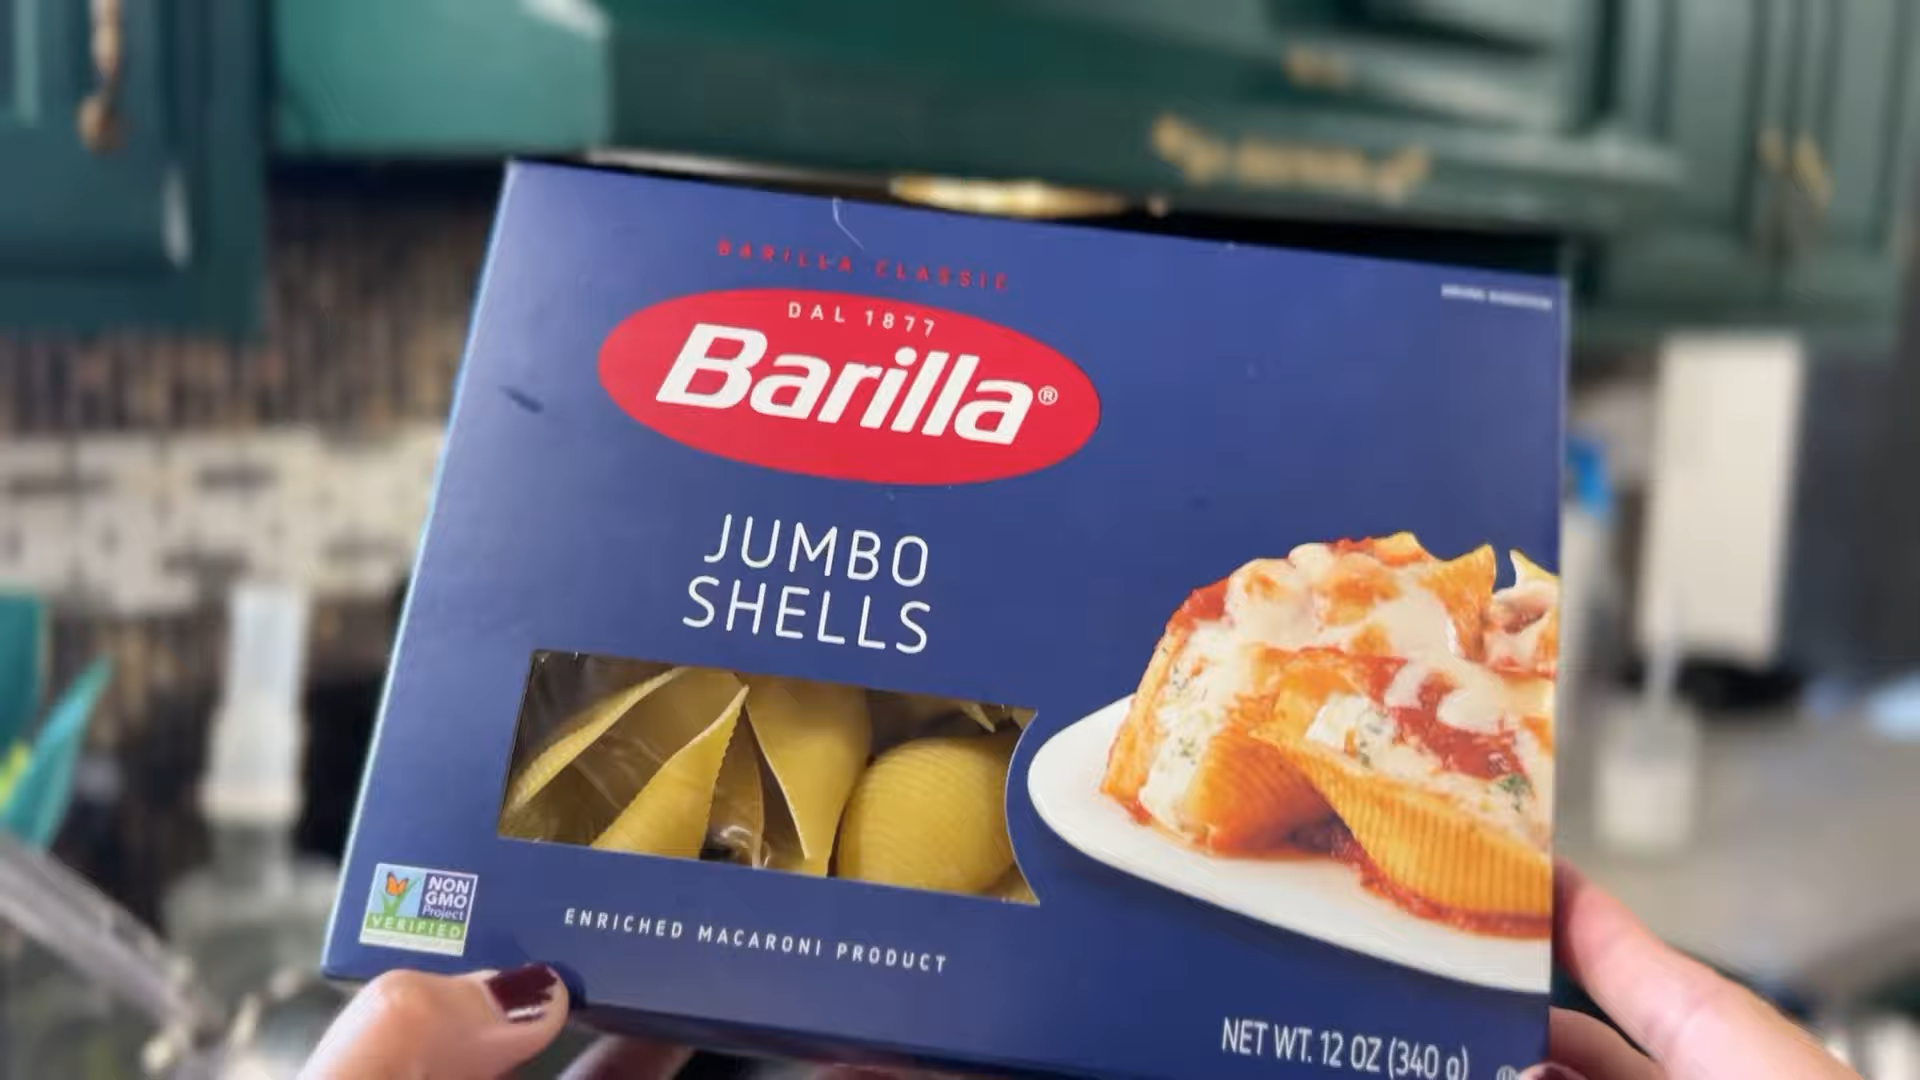 BARILLA CLASSIC
DAL 1877
Barilla®
JUMBO
SHELLS
NON
GMO
Project
VERIFIED
ENRICHED MACARONI PRODUCT
NET WT. 12 OZ (340 g)